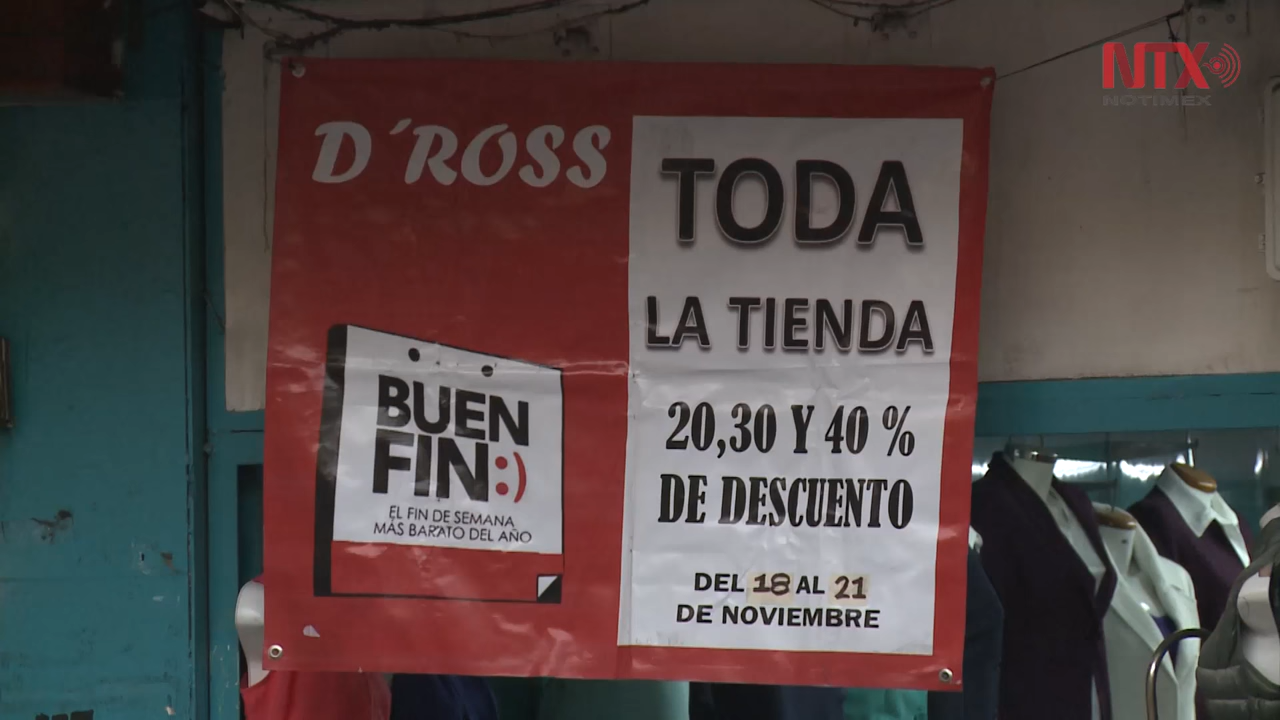 NTX
NOTIMEX
D´ROSS
TODA
LA TIENDA
BUEN
FIN:)
EL FIN DE SEMANA
MÁS BARATO DEL AÑO
20,30 Y 40 %
DE DESCUENTO
DEL 18 AL 21
DE NOVIEMBRE